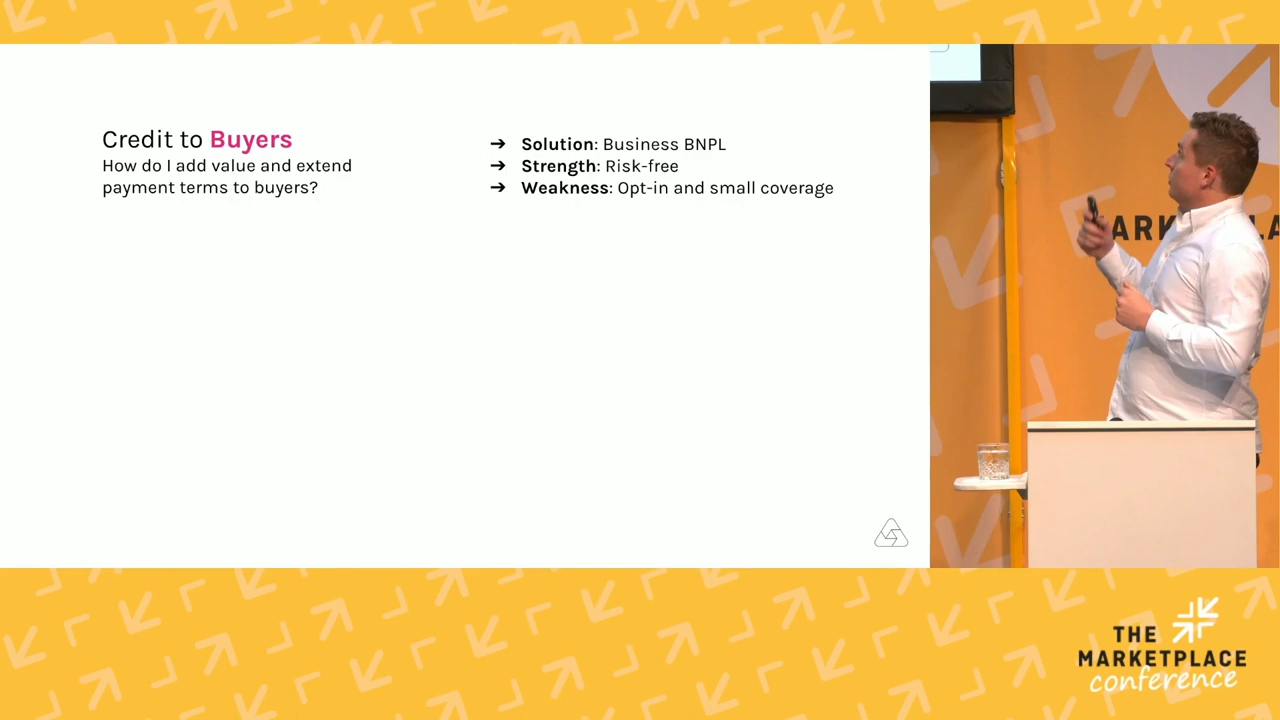 Credit to Buyers
How do I add value and extend
payment terms to buyers?
➔ Solution: Business BNPL
➔ Strength: Risk-free
➔ Weakness: Opt-in and small coverage
THE
MARKETPLACE
conference